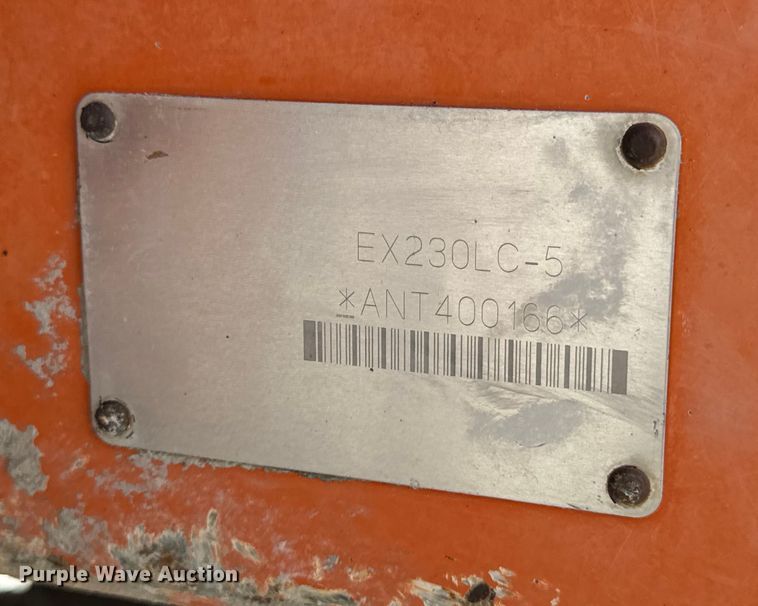 EX230LC-5
*ANT400166*
Purple Wave Auction